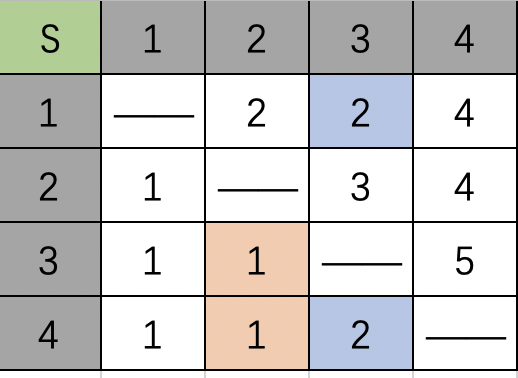 S 1 2 3 4
1 — 2 2 4
2 1 — 3 4
3 1 1 — 5
4 1 1 2 —